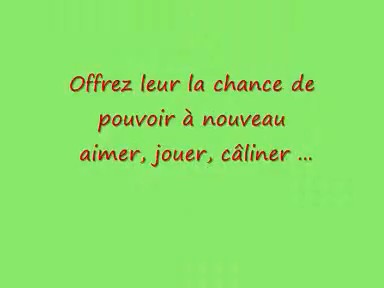 Offrez leur la chance de
pouvoir à nouveau
aimer, jouer, câliner ...